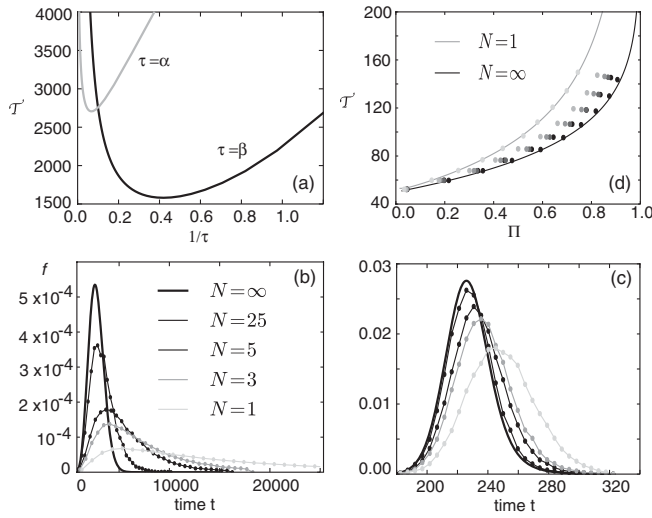 4000
3500
3000
2500
2000
1500
𝒯
τ=α
τ=β
(a)
0.0 0.2 0.4 0.6 0.8 1.0
1/τ
200
160
120
80
40
𝒯
N=1
N=∞
(d)
0.0 0.2 0.4 0.6 0.8 1.0
Π
f
5 x10⁻⁴
4 x10⁻⁴
3 x10⁻⁴
2 x10⁻⁴
10⁻⁴
0
N=∞
N=25
N=5
N=3
N=1
(b)
0 10000 20000
time t
0.03
0.02
0.01
0.00
(c)
200 240 280 320
time t